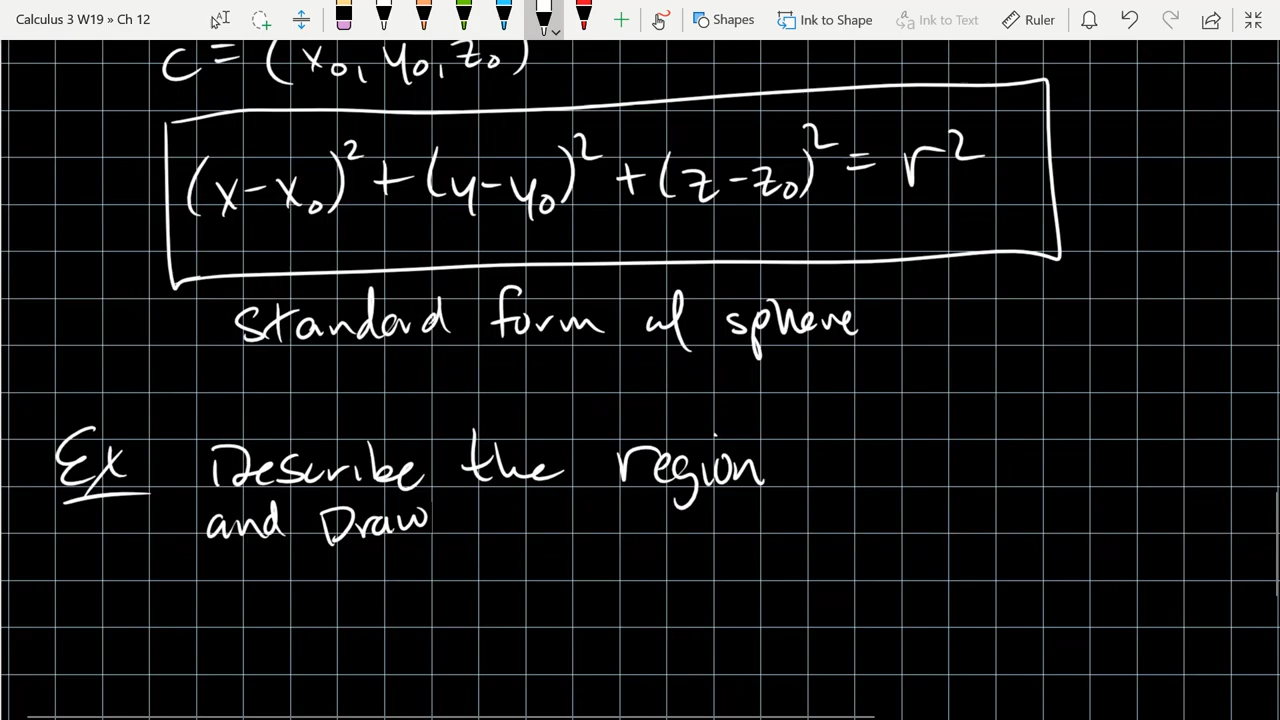 Calculus 3 W19 » Ch 12
Shapes
Ink to Shape
Ink to Text
Ruler
C = (x₀, y₀, z₀)
(x-x₀)² + (y-y₀)² + (z-z₀)² = r²
standard form of sphere
Ex Describe the region
and Draw